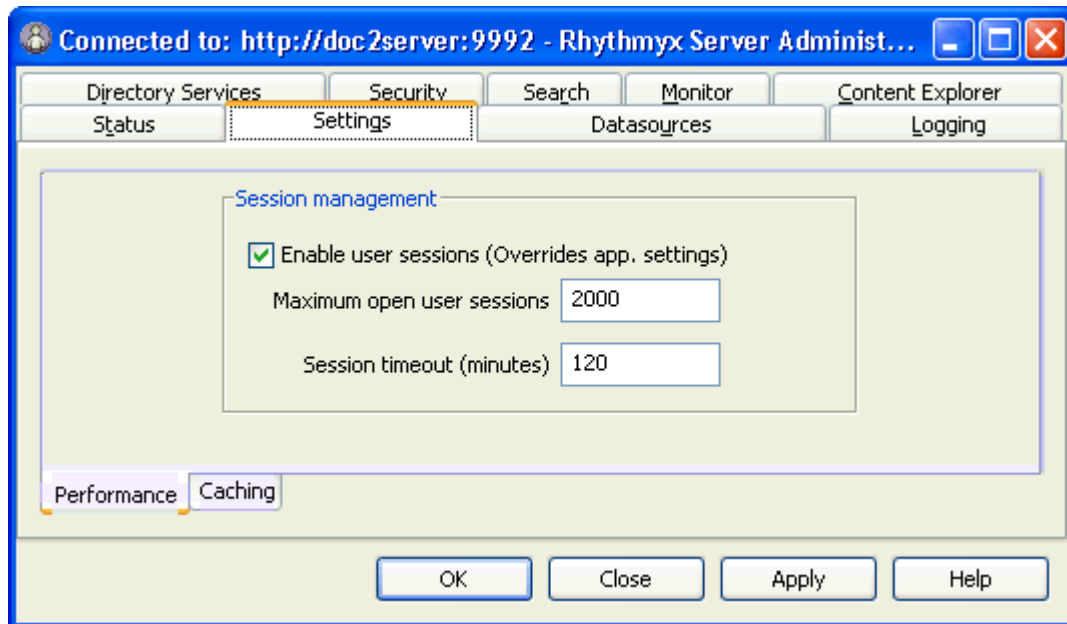 Connected to: http://doc2server:9992 - Rhythmyx Server Administ...
Directory Services Security Search Monitor Content Explorer
Status Settings Datasources Logging
Session management
Enable user sessions (Overrides app. settings)
Maximum open user sessions 2000
Session timeout (minutes) 120
Performance Caching
OK Close Apply Help